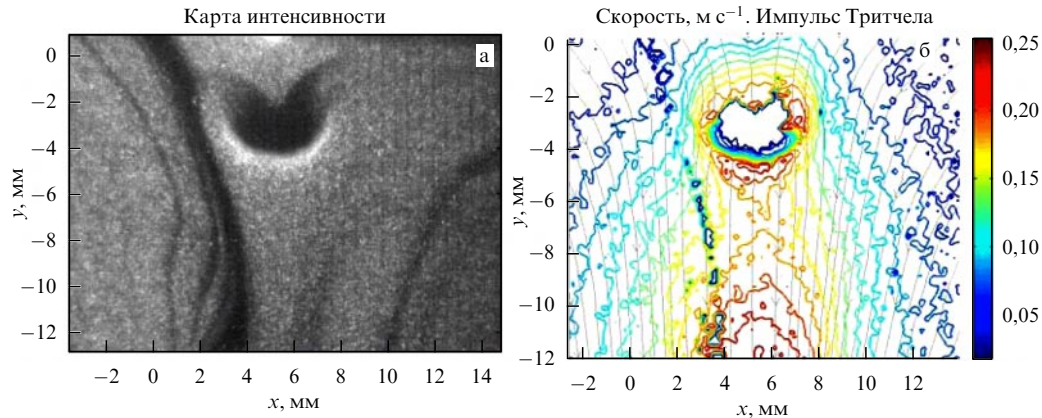 Карта интенсивности
а
0
−2
−4
−6
−8
−10
−12
y, мм
−2 0 2 4 6 8 10 12 14
x, мм
Скорость, м с⁻¹. Импульс Тритчела
б
0
−2
−4
−6
−8
−10
−12
y, мм
−2 0 2 4 6 8 10 12
x, мм
0,25
0,20
0,15
0,10
0,05